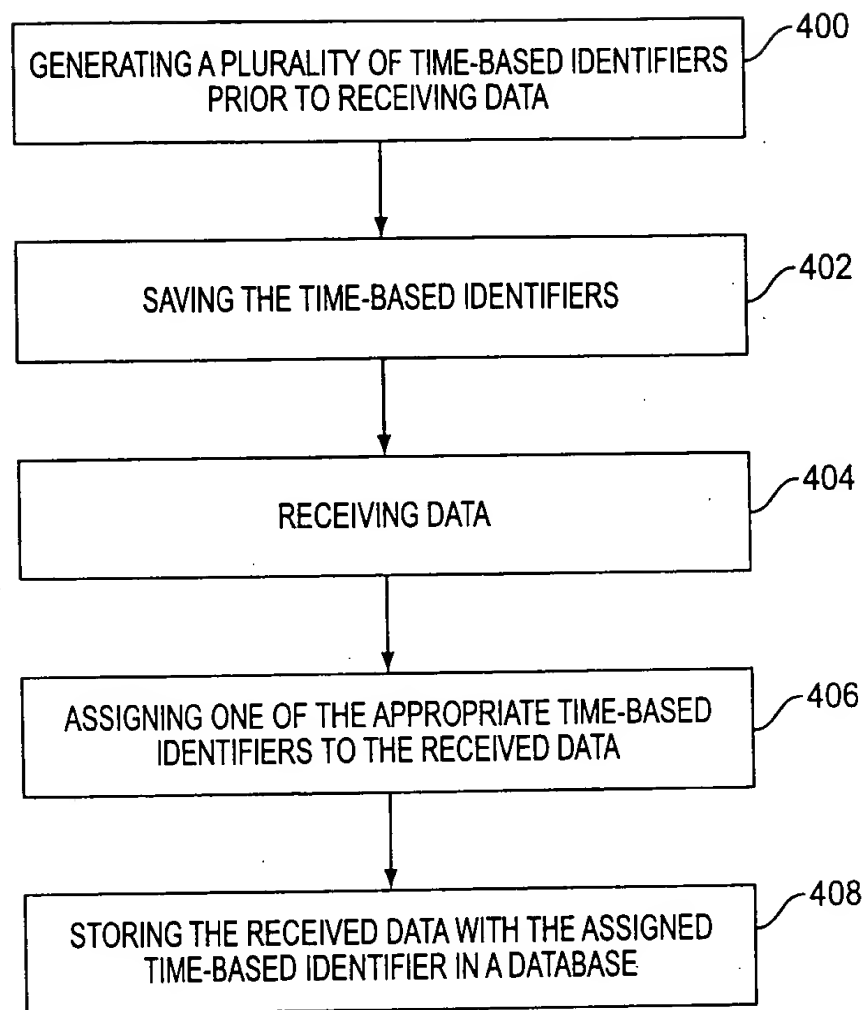 400
GENERATING A PLURALITY OF TIME-BASED IDENTIFIERS
PRIOR TO RECEIVING DATA
402
SAVING THE TIME-BASED IDENTIFIERS
404
RECEIVING DATA
406
ASSIGNING ONE OF THE APPROPRIATE TIME-BASED
IDENTIFIERS TO THE RECEIVED DATA
408
STORING THE RECEIVED DATA WITH THE ASSIGNED
TIME-BASED IDENTIFIER IN A DATABASE